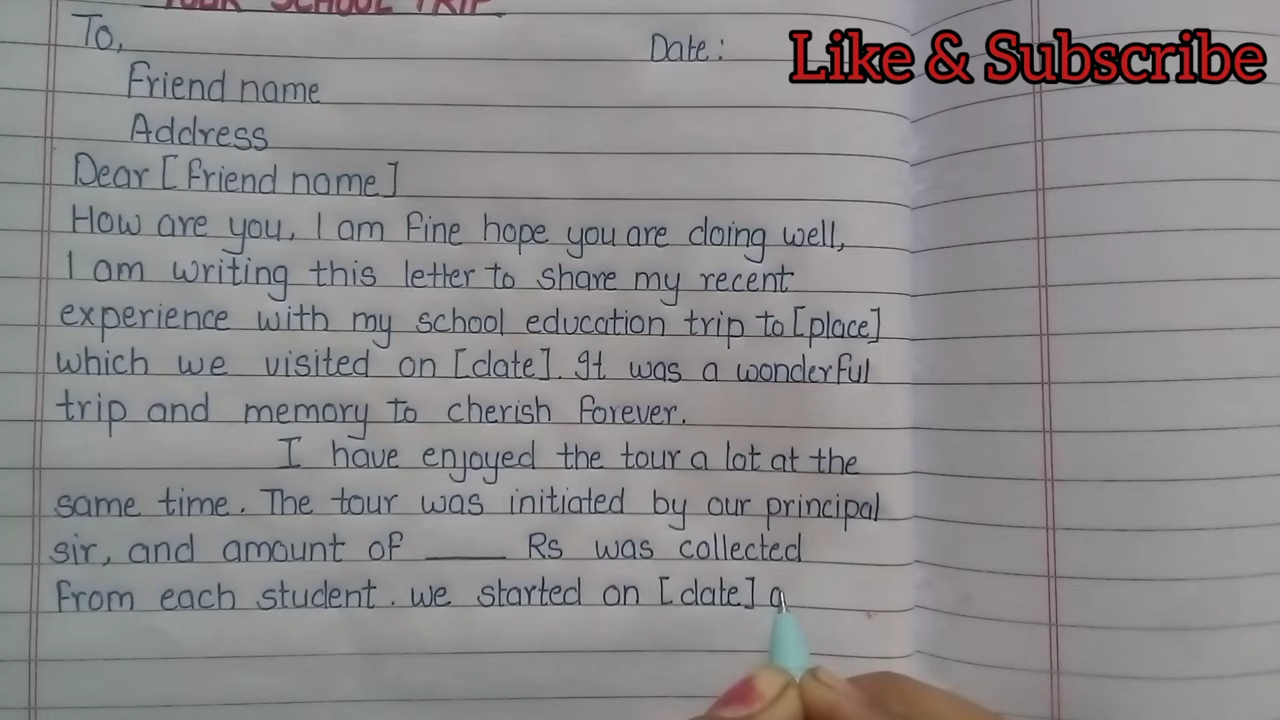 YOUR SCHOOL TRIP
To,
Date:
Like & Subscribe
Friend name
Address
Dear [friend name]
How are you, I am fine hope you are doing well,
I am writing this letter to share my recent
experience with my school education trip to [place]
which we visited on [date]. It was a wonderful
trip and memory to cherish forever.
I have enjoyed the tour a lot at the
same time. The tour was initiated by our principal
sir, and amount of ____ Rs was collected
from each student. we started on [date] a